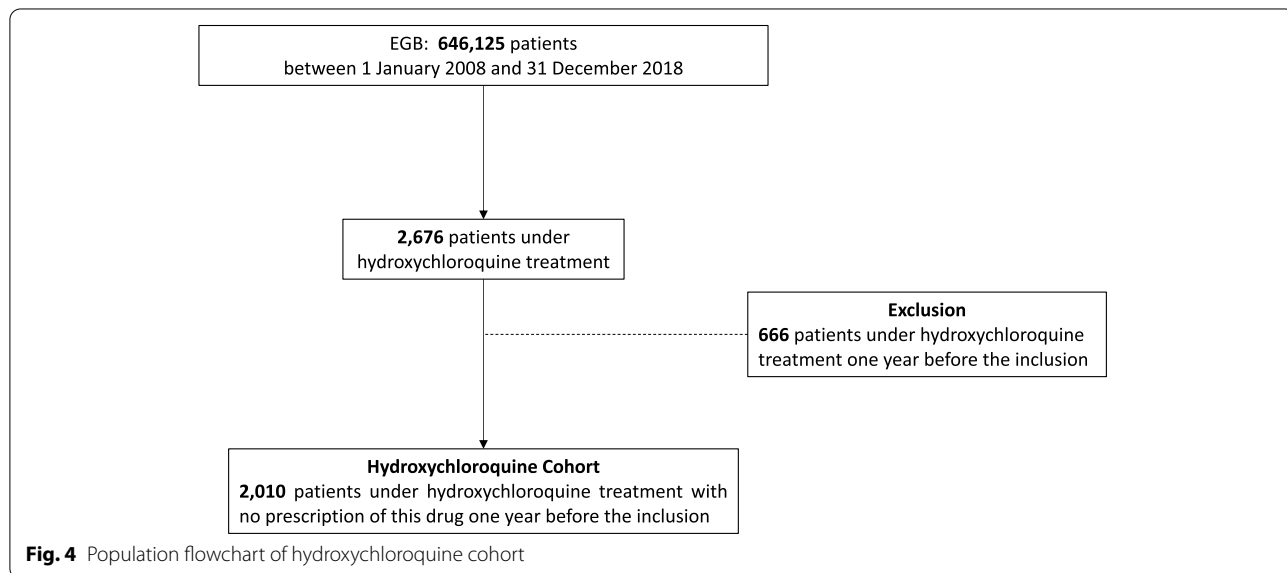 EGB: 646,125 patients
between 1 January 2008 and 31 December 2018
2,676 patients under
hydroxychloroquine treatment
Exclusion
666 patients under hydroxychloroquine
treatment one year before the inclusion
Hydroxychloroquine Cohort
2,010 patients under hydroxychloroquine treatment with
no prescription of this drug one year before the inclusion
Fig. 4 Population flowchart of hydroxychloroquine cohort